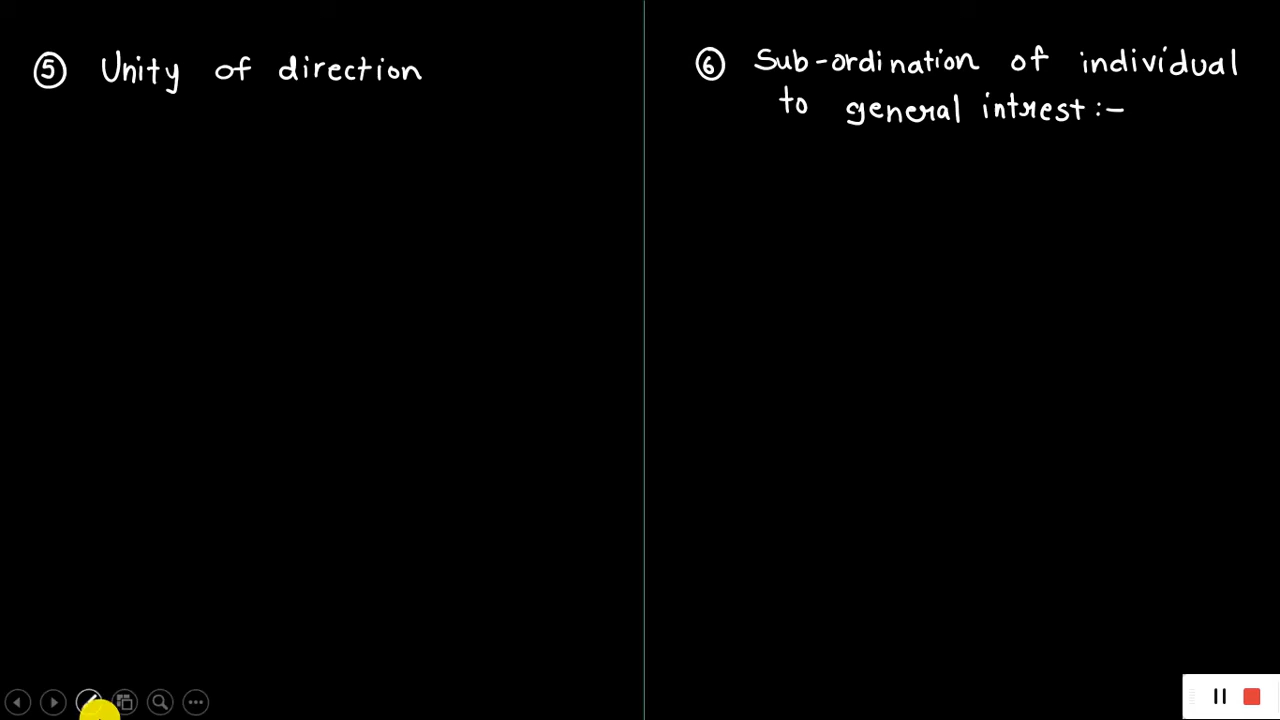 ⑤ Unity of direction
⑥ Sub-ordination of individual
to general intrest :-